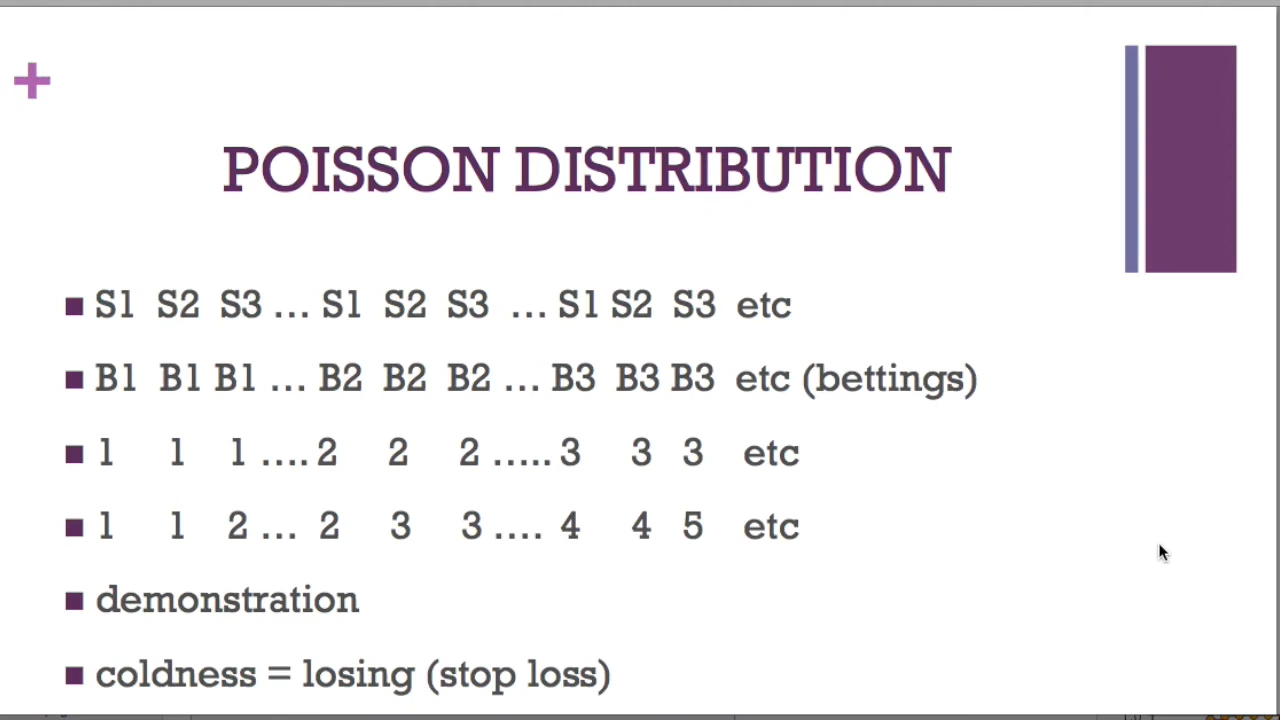 POISSON DISTRIBUTION
S1 S2 S3 ... S1 S2 S3 ... S1 S2 S3 etc
B1 B1 B1 ... B2 B2 B2 ... B3 B3 B3 etc (bettings)
1 1 1 .... 2 2 2 ..... 3 3 3 etc
1 1 2 ... 2 3 3 .... 4 4 5 etc
demonstration
coldness = losing (stop loss)